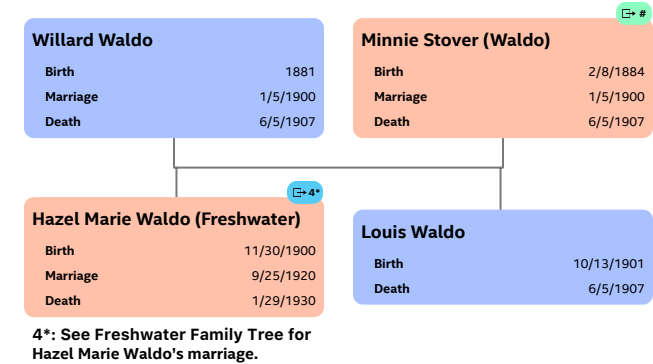 #
Willard Waldo
Birth 1881
Marriage 1/5/1900
Death 6/5/1907
Minnie Stover (Waldo)
Birth 2/8/1884
Marriage 1/5/1900
Death 6/5/1907
4*
Hazel Marie Waldo (Freshwater)
Birth 11/30/1900
Marriage 9/25/1920
Death 1/29/1930
Louis Waldo
Birth 10/13/1901
Death 6/5/1907
4*: See Freshwater Family Tree for
Hazel Marie Waldo’s marriage.